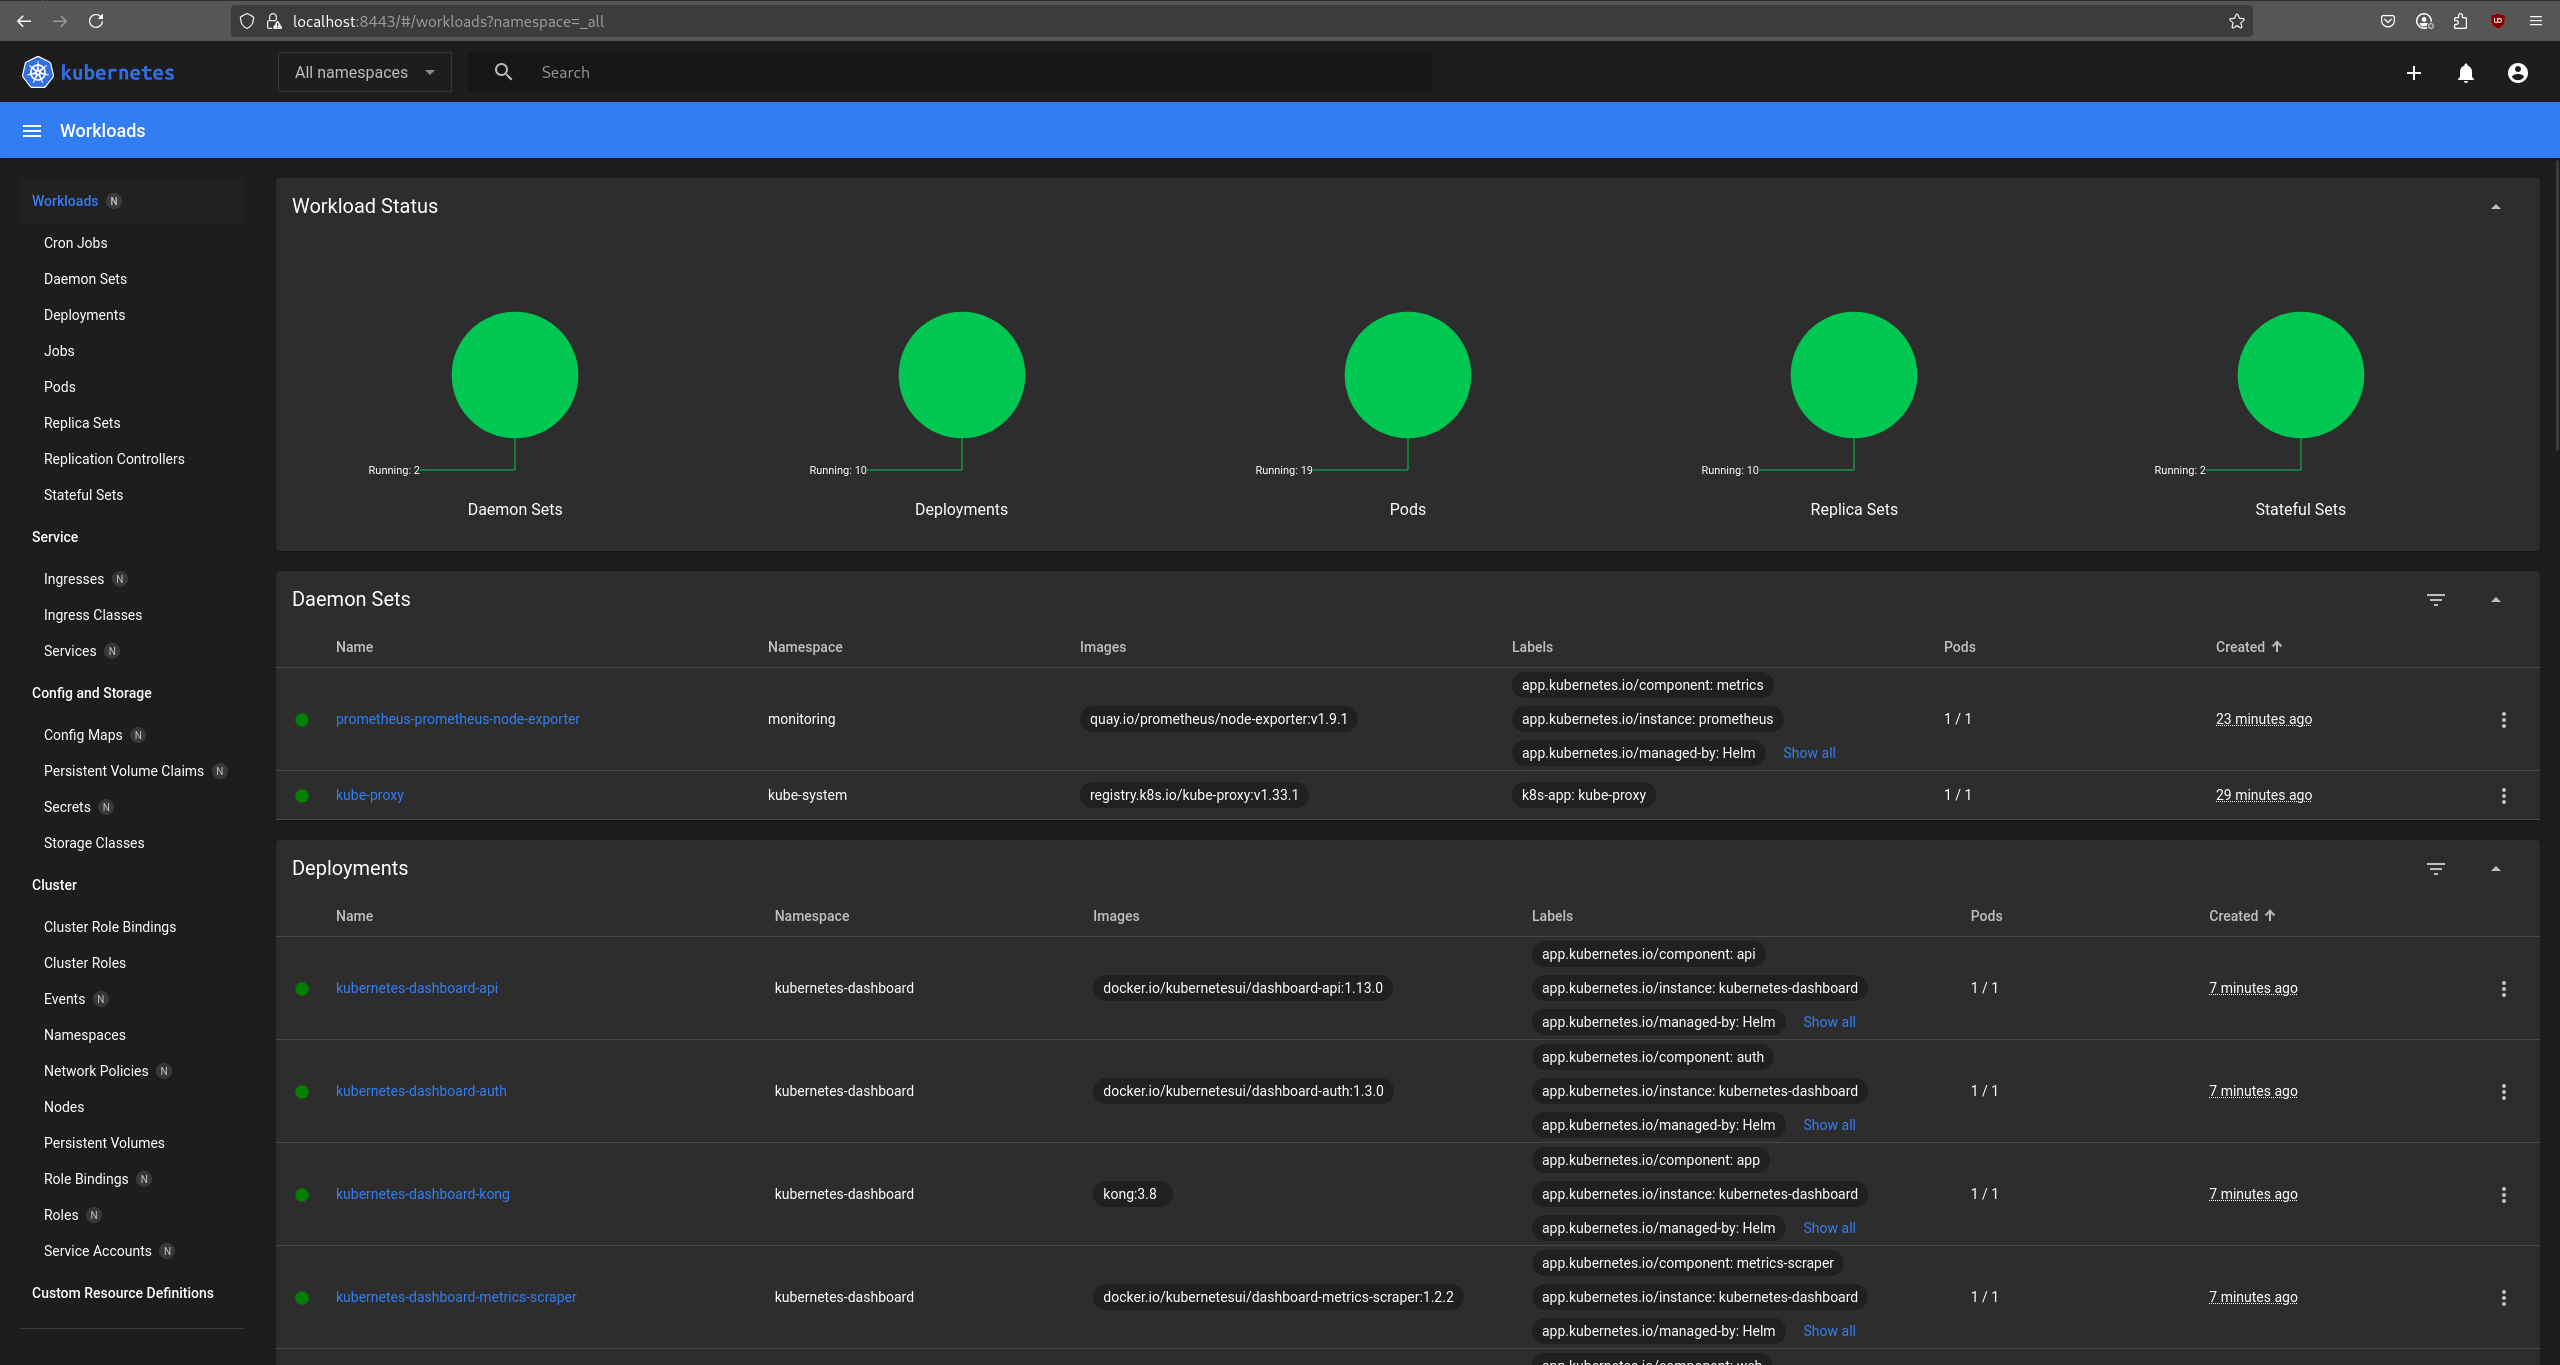 localhost:8443/#/workloads?namespace=_all
kubernetes
All namespaces
Search
Workloads
Workloads N
Cron Jobs
Daemon Sets
Deployments
Jobs
Pods
Replica Sets
Replication Controllers
Stateful Sets
Service
Ingresses N
Ingress Classes
Services N
Config and Storage
Config Maps N
Persistent Volume Claims N
Secrets N
Storage Classes
Cluster
Cluster Role Bindings
Cluster Roles
Events N
Namespaces
Network Policies N
Nodes
Persistent Volumes
Role Bindings N
Roles N
Service Accounts N
Custom Resource Definitions
Workload Status
Running: 2
Running: 10
Running: 19
Running: 10
Running: 2
Daemon Sets
Deployments
Pods
Replica Sets
Stateful Sets
Daemon Sets
Name Namespace Images Labels Pods Created
app.kubernetes.io/component: metrics
prometheus-prometheus-node-exporter monitoring quay.io/prometheus/node-exporter:v1.9.1 app.kubernetes.io/instance: prometheus 1 / 1 23 minutes ago
app.kubernetes.io/managed-by: Helm Show all
kube-proxy kube-system registry.k8s.io/kube-proxy:v1.33.1 k8s-app: kube-proxy 1 / 1 29 minutes ago
Deployments
Name Namespace Images Labels Pods Created
app.kubernetes.io/component: api
kubernetes-dashboard-api kubernetes-dashboard docker.io/kubernetesui/dashboard-api:1.13.0 app.kubernetes.io/instance: kubernetes-dashboard 1 / 1 7 minutes ago
app.kubernetes.io/managed-by: Helm Show all
app.kubernetes.io/component: auth
kubernetes-dashboard-auth kubernetes-dashboard docker.io/kubernetesui/dashboard-auth:1.3.0 app.kubernetes.io/instance: kubernetes-dashboard 1 / 1 7 minutes ago
app.kubernetes.io/managed-by: Helm Show all
app.kubernetes.io/component: app
kubernetes-dashboard-kong kubernetes-dashboard kong:3.8 app.kubernetes.io/instance: kubernetes-dashboard 1 / 1 7 minutes ago
app.kubernetes.io/managed-by: Helm Show all
app.kubernetes.io/component: metrics-scraper
kubernetes-dashboard-metrics-scraper kubernetes-dashboard docker.io/kubernetesui/dashboard-metrics-scraper:1.2.2 app.kubernetes.io/instance: kubernetes-dashboard 1 / 1 7 minutes ago
app.kubernetes.io/managed-by: Helm Show all
app.kubernetes.io/component: web